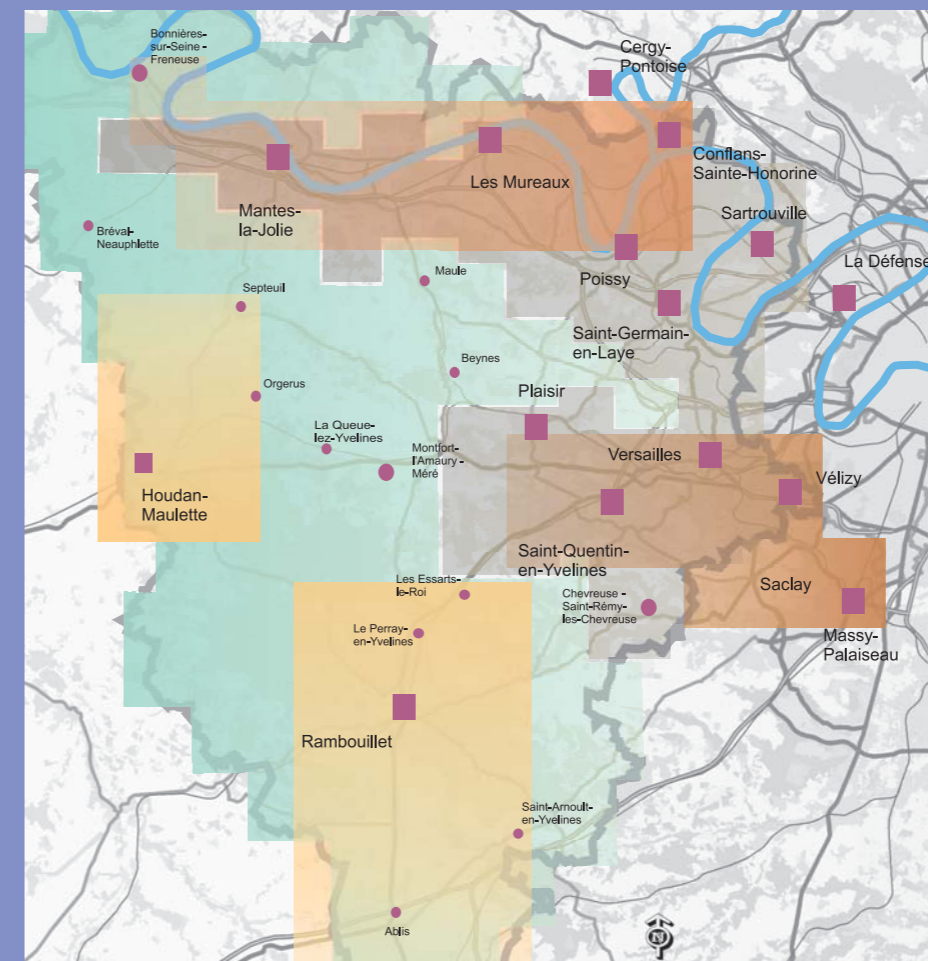 Bonnières-
sur-Seine -
Freneuse
Cergy-
Pontoise
Conflans-
Sainte-Honorine
Les Mureaux
Mantes-
la-Jolie
Sartrouville
Bréval-
Neauphlette
La Défense
Poissy
Maule
Septeuil
Saint-Germain-
en-Laye
Beynes
Orgerus
Plaisir
La Queue-
lez-Yvelines
Montfort-
l'Amaury -
Méré
Versailles
Vélizy
Houdan-
Maulette
Saint-Quentin-
en-Yvelines
Les Essarts-
le-Roi
Chevreuse -
Saint-Rémy-
les-Chevreuse
Saclay
Le Perray-
en-Yvelines
Massy-
Palaiseau
Rambouillet
Saint-Arnoult-
en-Yvelines
Ablis
N